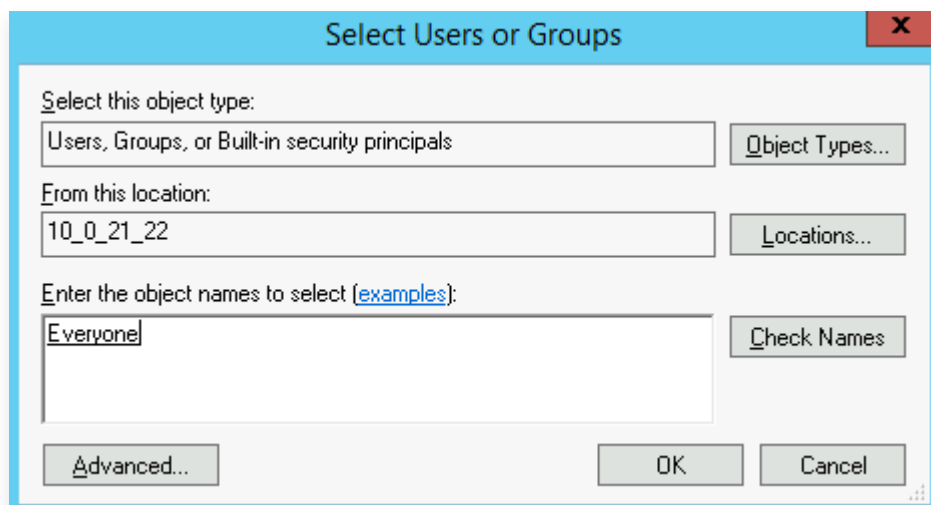 Select Users or Groups
x
Select this object type:
Users, Groups, or Built-in security principals
Object Types...
From this location:
10_0_21_22
Locations...
Enter the object names to select (examples):
Everyone
Check Names
Advanced...
OK
Cancel